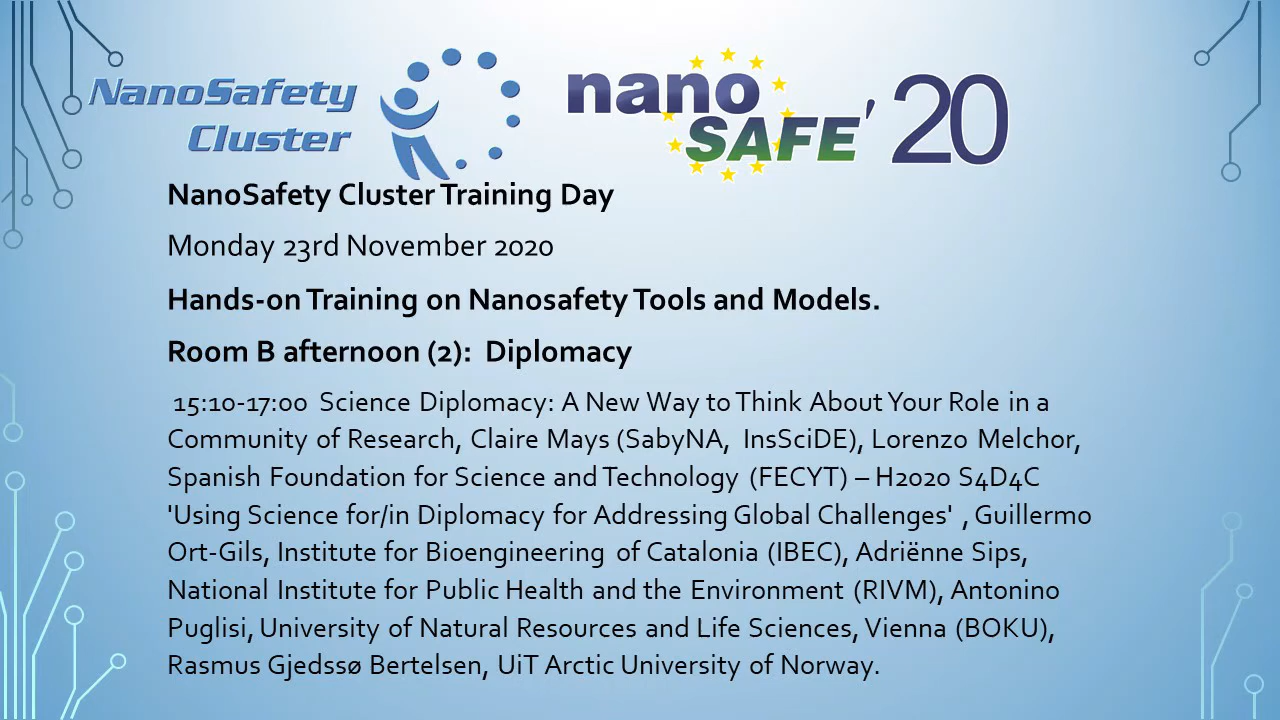 NanoSafety
Cluster
nano
SAFE'20
NanoSafety Cluster Training Day
Monday 23rd November 2020
Hands-on Training on Nanosafety Tools and Models.
Room B afternoon (2):  Diplomacy
15:10-17:00  Science Diplomacy: A New Way to Think About Your Role in a
Community of Research, Claire Mays (SabyNA,  InsSciDE), Lorenzo Melchor,
Spanish Foundation for Science and Technology (FECYT) – H2020 S4D4C
'Using Science for/in Diplomacy for Addressing Global Challenges' , Guillermo
Ort-Gils, Institute for Bioengineering of Catalonia (IBEC), Adriënne Sips,
National Institute for Public Health and the Environment (RIVM), Antonino
Puglisi, University of Natural Resources and Life Sciences, Vienna (BOKU),
Rasmus Gjedssø Bertelsen, UiT Arctic University of Norway.